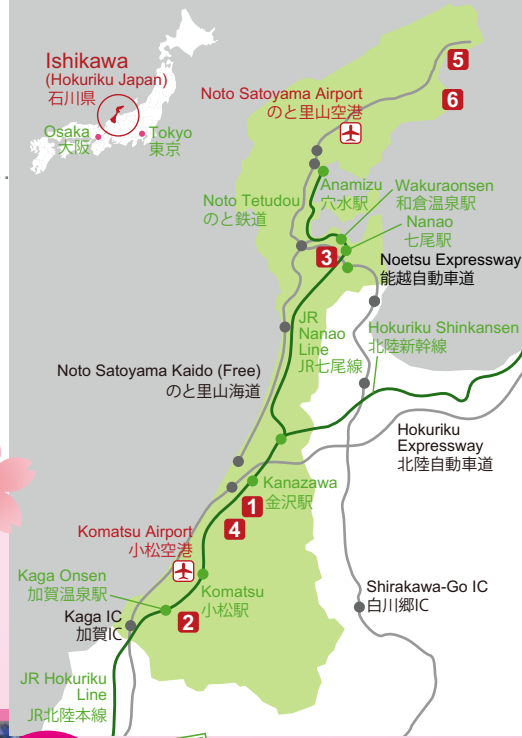 Ishikawa
(Hokuriku Japan)
石川県
Osaka
大阪
Tokyo
東京
Noto Satoyama Airport
のと里山空港
5
6
Anamizu
穴水駅
Wakuraonsen
和倉温泉駅
Noto Tetudou
のと鉄道
Nanao
七尾駅
3
Noetsu Expressway
能越自動車道
JR
Nanao
Line
JR七尾線
Hokuriku Shinkansen
北陸新幹線
Noto Satoyama Kaido (Free)
のと里山海道
Hokuriku
Expressway
北陸自動車道
Kanazawa
金沢駅
1
4
Komatsu Airport
小松空港
Kaga Onsen
加賀温泉駅
Komatsu
小松駅
Shirakawa-Go IC
白川郷IC
Kaga IC
加賀IC
2
JR Hokuriku
Line
JR北陸本線